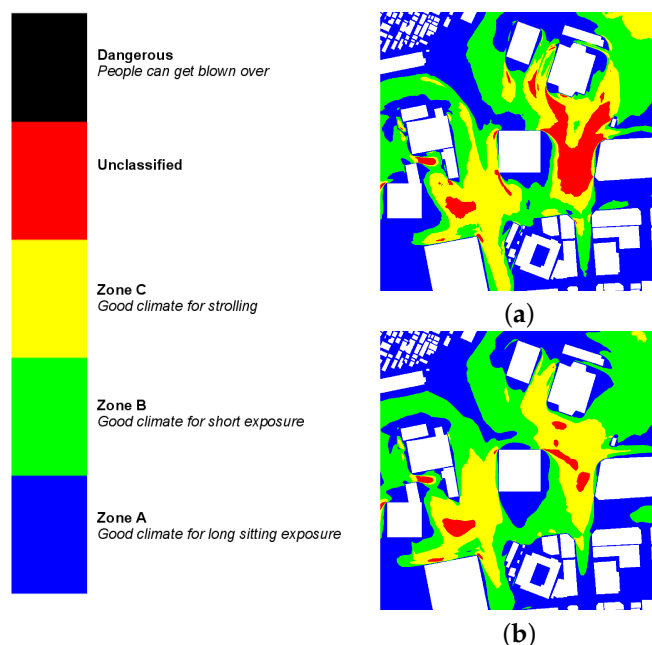 Dangerous
People can get blown over
Unclassified
Zone C
Good climate for strolling
Zone B
Good climate for short exposure
Zone A
Good climate for long sitting exposure
(a)
(b)